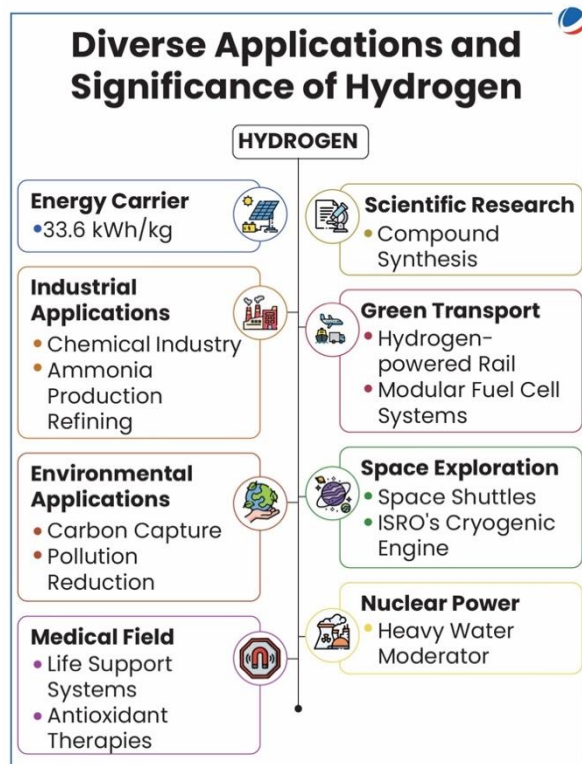 Diverse Applications and
Significance of Hydrogen
HYDROGEN
Energy Carrier
•33.6 kWh/kg
Industrial
Applications
• Chemical Industry
• Ammonia
Production
Refining
Environmental
Applications
• Carbon Capture
• Pollution
Reduction
Medical Field
• Life Support
Systems
• Antioxidant
Therapies
Scientific Research
• Compound
Synthesis
Green Transport
• Hydrogen-
powered Rail
• Modular Fuel Cell
Systems
Space Exploration
• Space Shuttles
• ISRO's Cryogenic
Engine
Nuclear Power
• Heavy Water
Moderator